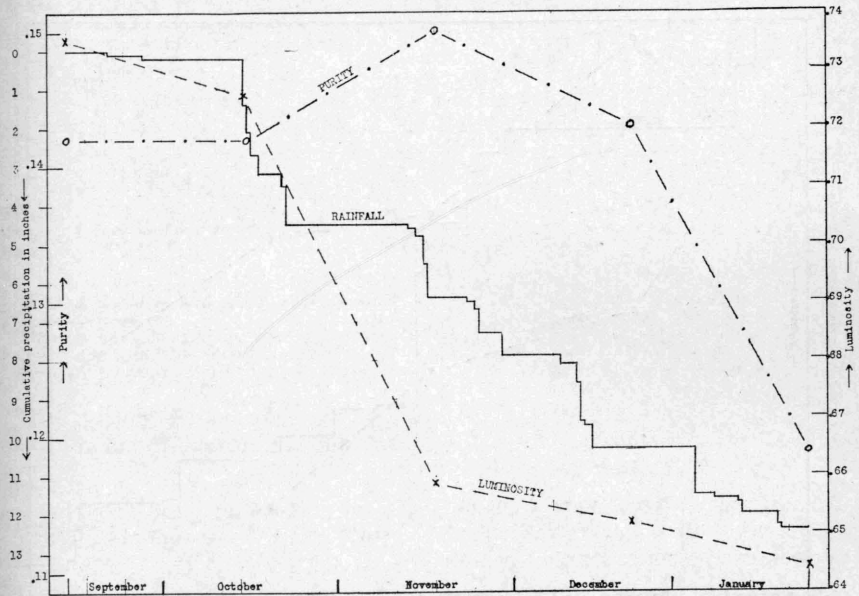 .15
0
1
2
3
.14
4
5
6
.13
7
8
9
10
.12
11
12
13
.11
Cumulative precipitation in inches
Purity
PURITY
RAINFALL
LUMINOSITY
September
October
November
December
January
.74
.73
.72
.71
.70
.69
.68
.67
.66
.65
.64
Luminosity